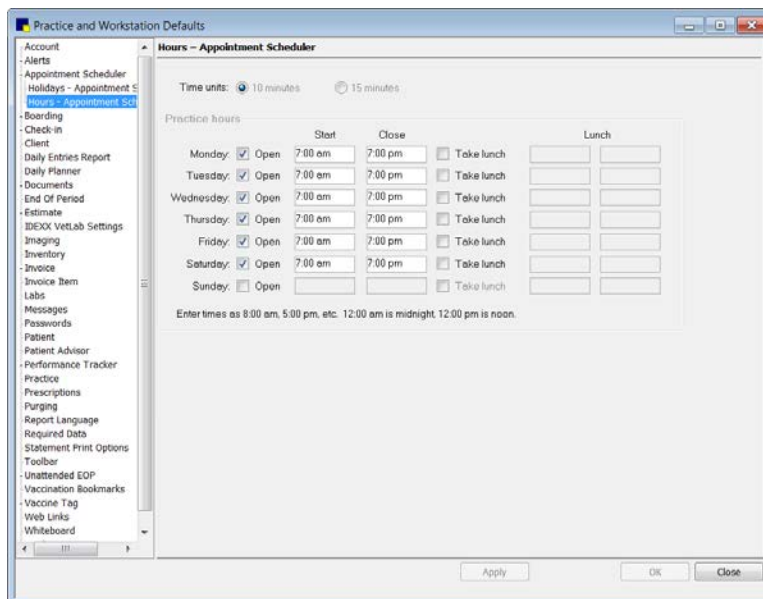 Practice and Workstation Defaults
Account
Alerts
Appointment Scheduler
Holidays - Appointment S
Hours - Appointment Sch
Boarding
Check-in
Client
Daily Entries Report
Daily Planner
Documents
End Of Period
Estimate
IDEXX VetLab Settings
Imaging
Inventory
Invoice
Invoice Item
Labs
Messages
Passwords
Patient
Patient Advisor
Performance Tracker
Practice
Prescriptions
Purging
Report Language
Required Data
Statement Print Options
Toolbar
Unattended EOP
Vaccination Bookmarks
Vaccine Tag
Web Links
Whiteboard
Hours – Appointment Scheduler
Time units: 10 minutes 15 minutes
Practice hours
Start Close Lunch
Monday: Open 7:00 am 7:00 pm Take lunch
Tuesday: Open 7:00 am 7:00 pm Take lunch
Wednesday: Open 7:00 am 7:00 pm Take lunch
Thursday: Open 7:00 am 7:00 pm Take lunch
Friday: Open 7:00 am 7:00 pm Take lunch
Saturday: Open 7:00 am 7:00 pm Take lunch
Sunday: Open Take lunch
Enter times as 8:00 am, 5:00 pm, etc. 12:00 am is midnight, 12:00 pm is noon.
Apply OK Close